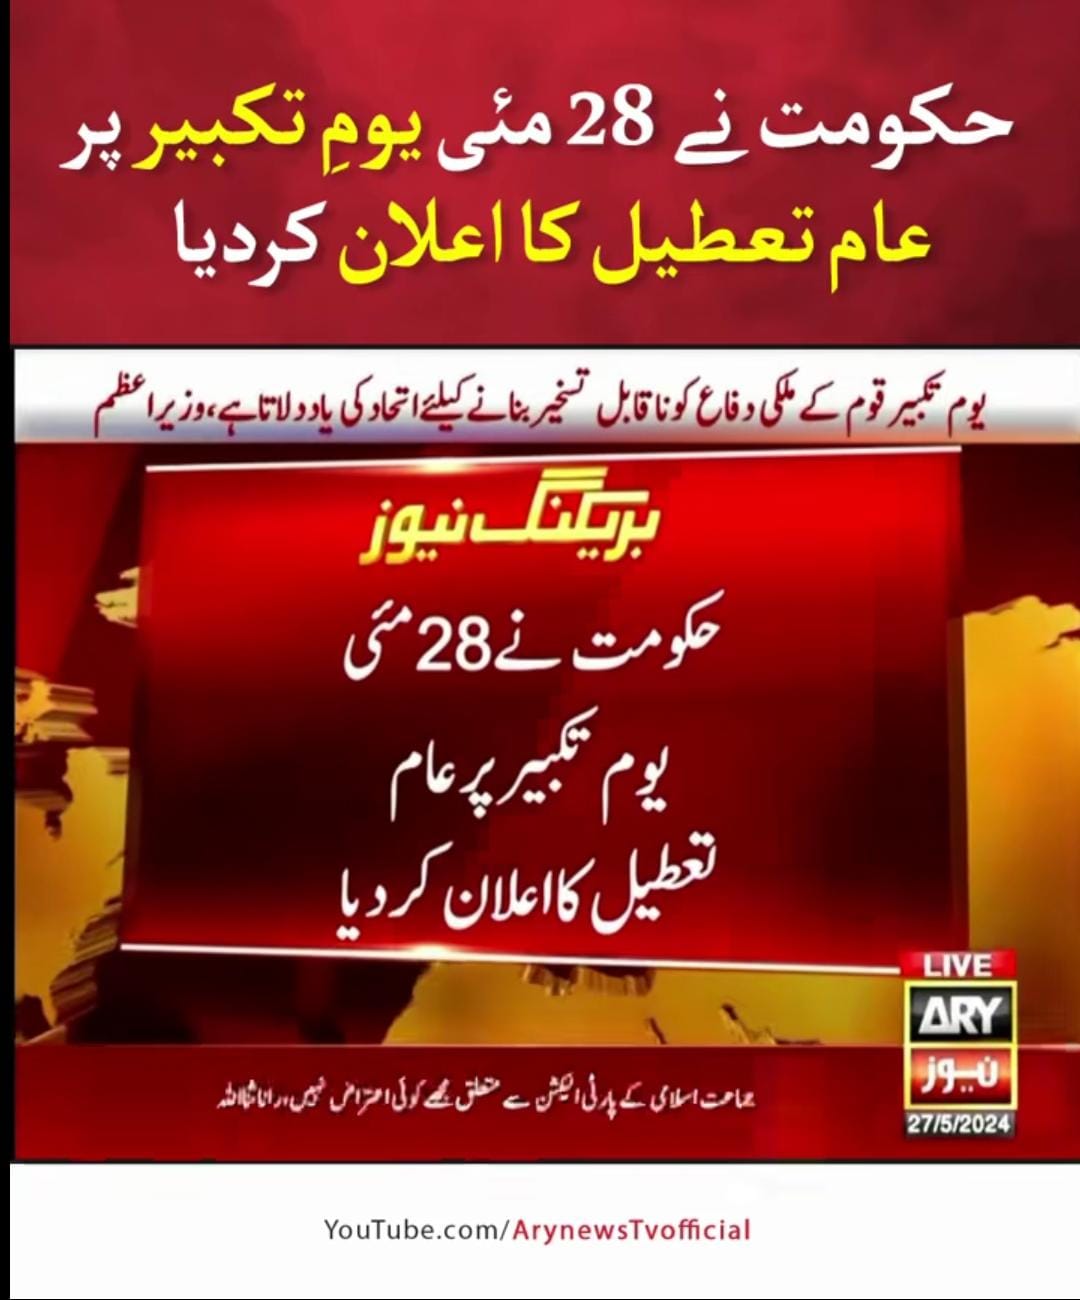 حکومت نے 28 مئی یومِ تکبیر پر
عام تعطیل کا اعلان کردیا
یوم تکبیر قوم کے ملکی دفاع کو ناقابل تسخیر بنانے کیلئے اتحاد کی یاد دلاتا ہے، وزیراعظم
بریکنگ نیوز
حکومت نے 28 مئی
یوم تکبیر پر عام
تعطیل کا اعلان کر دیا
LIVE
ARY
نیوز
27/5/2024
جماعت اسلامی کے پارٹی الیکشن سے متعلق مجھے کوئی اعتراض نہیں، رانا ثنااللہ
YouTube.com/ArynewsTvofficial